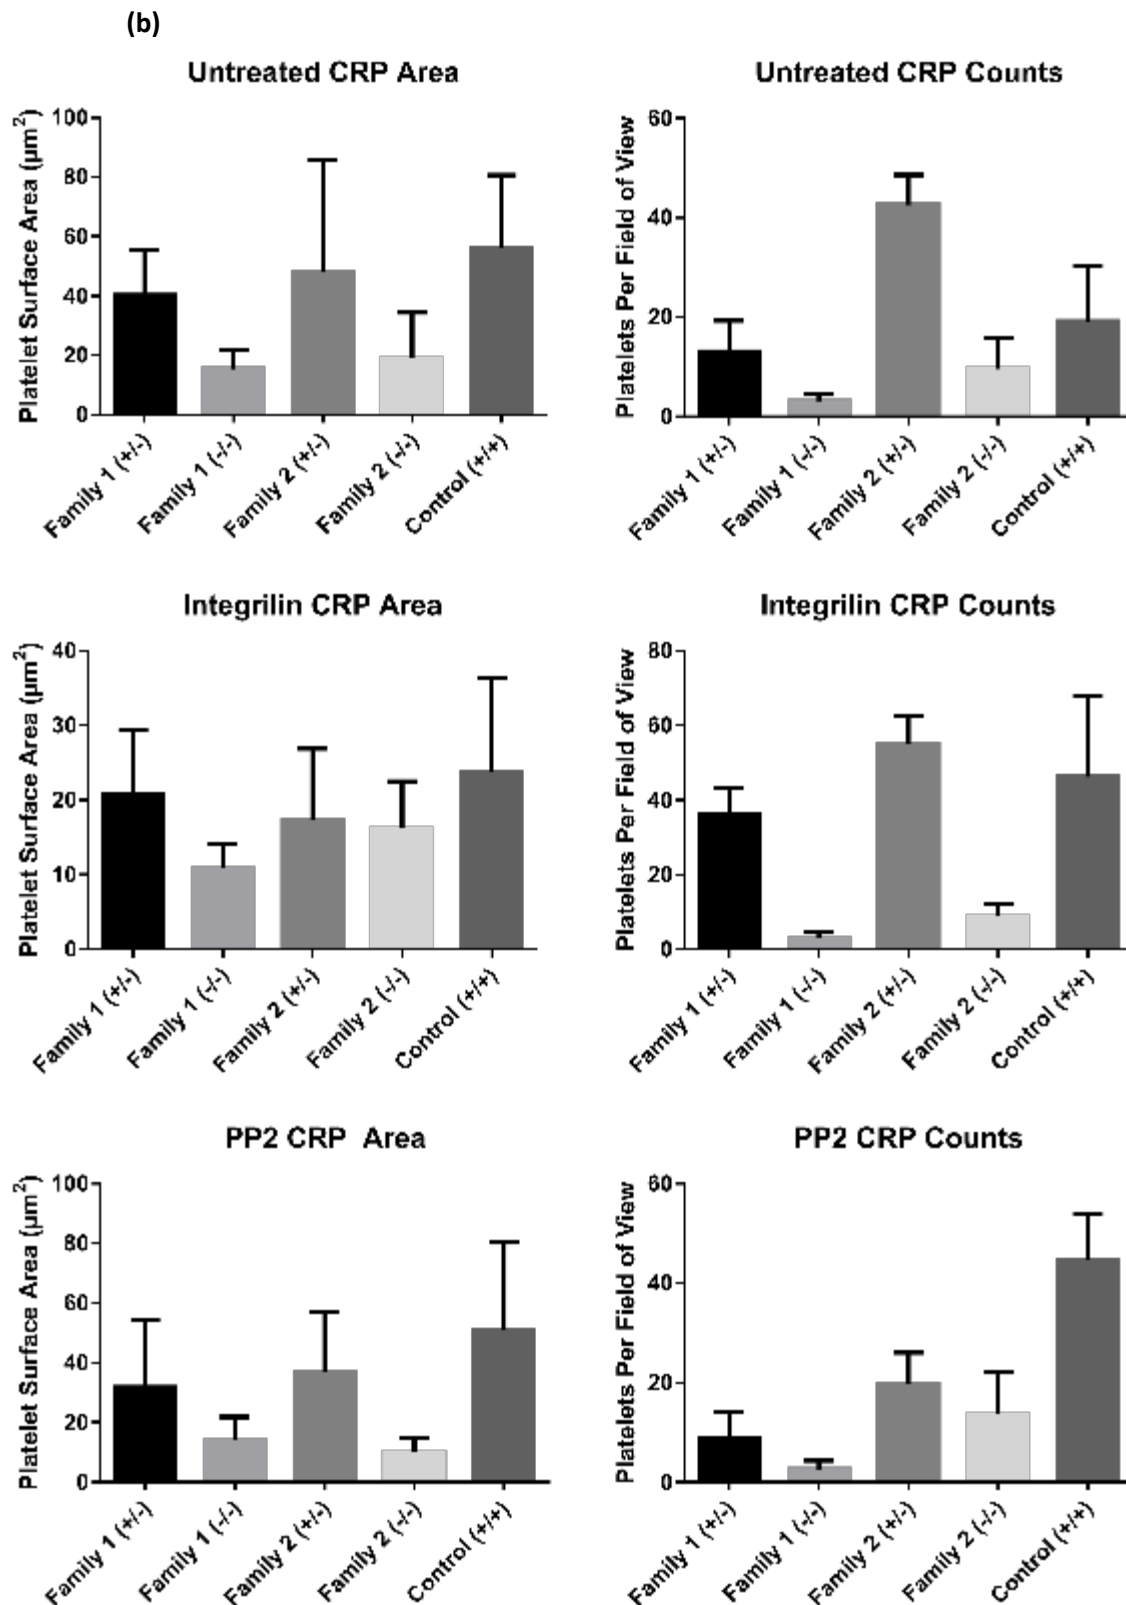 (b)
Untreated CRP Area
Platelet Surface Area (µm²)
100
80
60
40
20
0
Family 1 (+/-)
Family 1 (-/-)
Family 2 (+/-)
Family 2 (-/-)
Control (+/+)
Untreated CRP Counts
Platelets Per Field of View
60
40
20
0
Family 1 (+/-)
Family 1 (-/-)
Family 2 (+/-)
Family 2 (-/-)
Control (+/+)
Integrilin CRP Area
Platelet Surface Area (µm²)
40
30
20
10
0
Family 1 (+/-)
Family 1 (-/-)
Family 2 (+/-)
Family 2 (-/-)
Control (+/+)
Integrilin CRP Counts
Platelets Per Field of View
80
60
40
20
0
Family 1 (+/-)
Family 1 (-/-)
Family 2 (+/-)
Family 2 (-/-)
Control (+/+)
PP2 CRP Area
Platelet Surface Area (µm²)
100
80
60
40
20
0
Family 1 (+/-)
Family 1 (-/-)
Family 2 (+/-)
Family 2 (-/-)
Control (+/+)
PP2 CRP Counts
Platelets Per Field of View
60
40
20
0
Family 1 (+/-)
Family 1 (-/-)
Family 2 (+/-)
Family 2 (-/-)
Control (+/+)